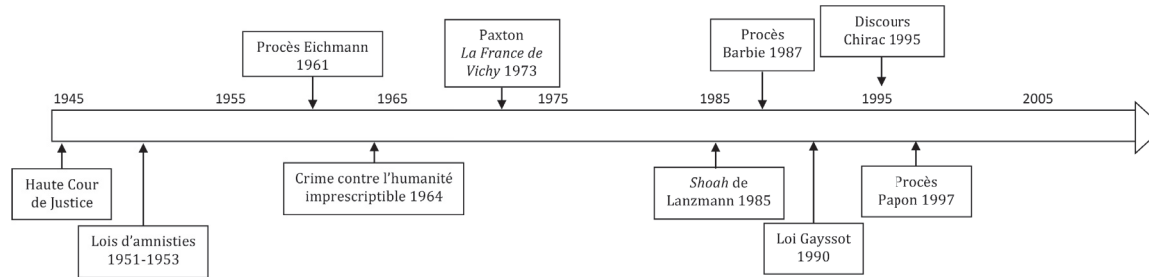 Procès Eichmann
1961
Paxton
La France de
Vichy 1973
Procès
Barbie 1987
Discours
Chirac 1995
1945
1955
1965
1975
1985
1995
2005
Haute Cour
de Justice
Lois d'amnisties
1951-1953
Crime contre l'humanité
imprescriptible 1964
Shoah de
Lanzmann 1985
Loi Gayssot
1990
Procès
Papon 1997